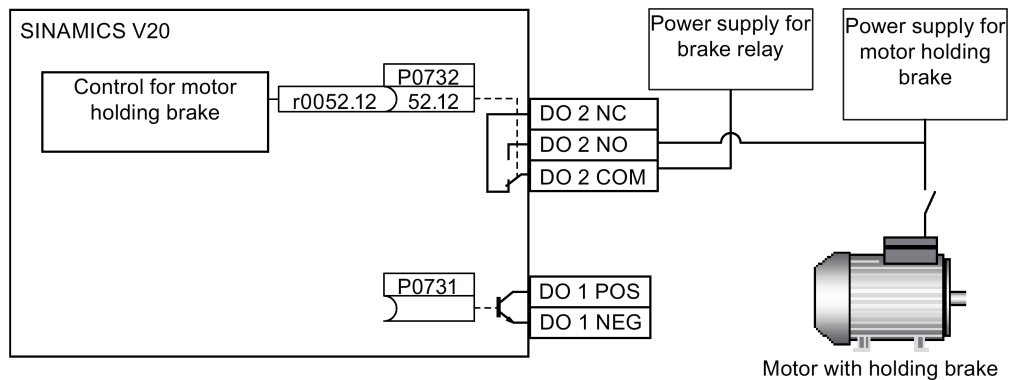 SINAMICS V20
Control for motor
holding brake
r0052.12
P0732
52.12
DO 2 NC
DO 2 NO
DO 2 COM
Power supply for
brake relay
Power supply for
motor holding
brake
P0731
DO 1 POS
DO 1 NEG
Motor with holding brake